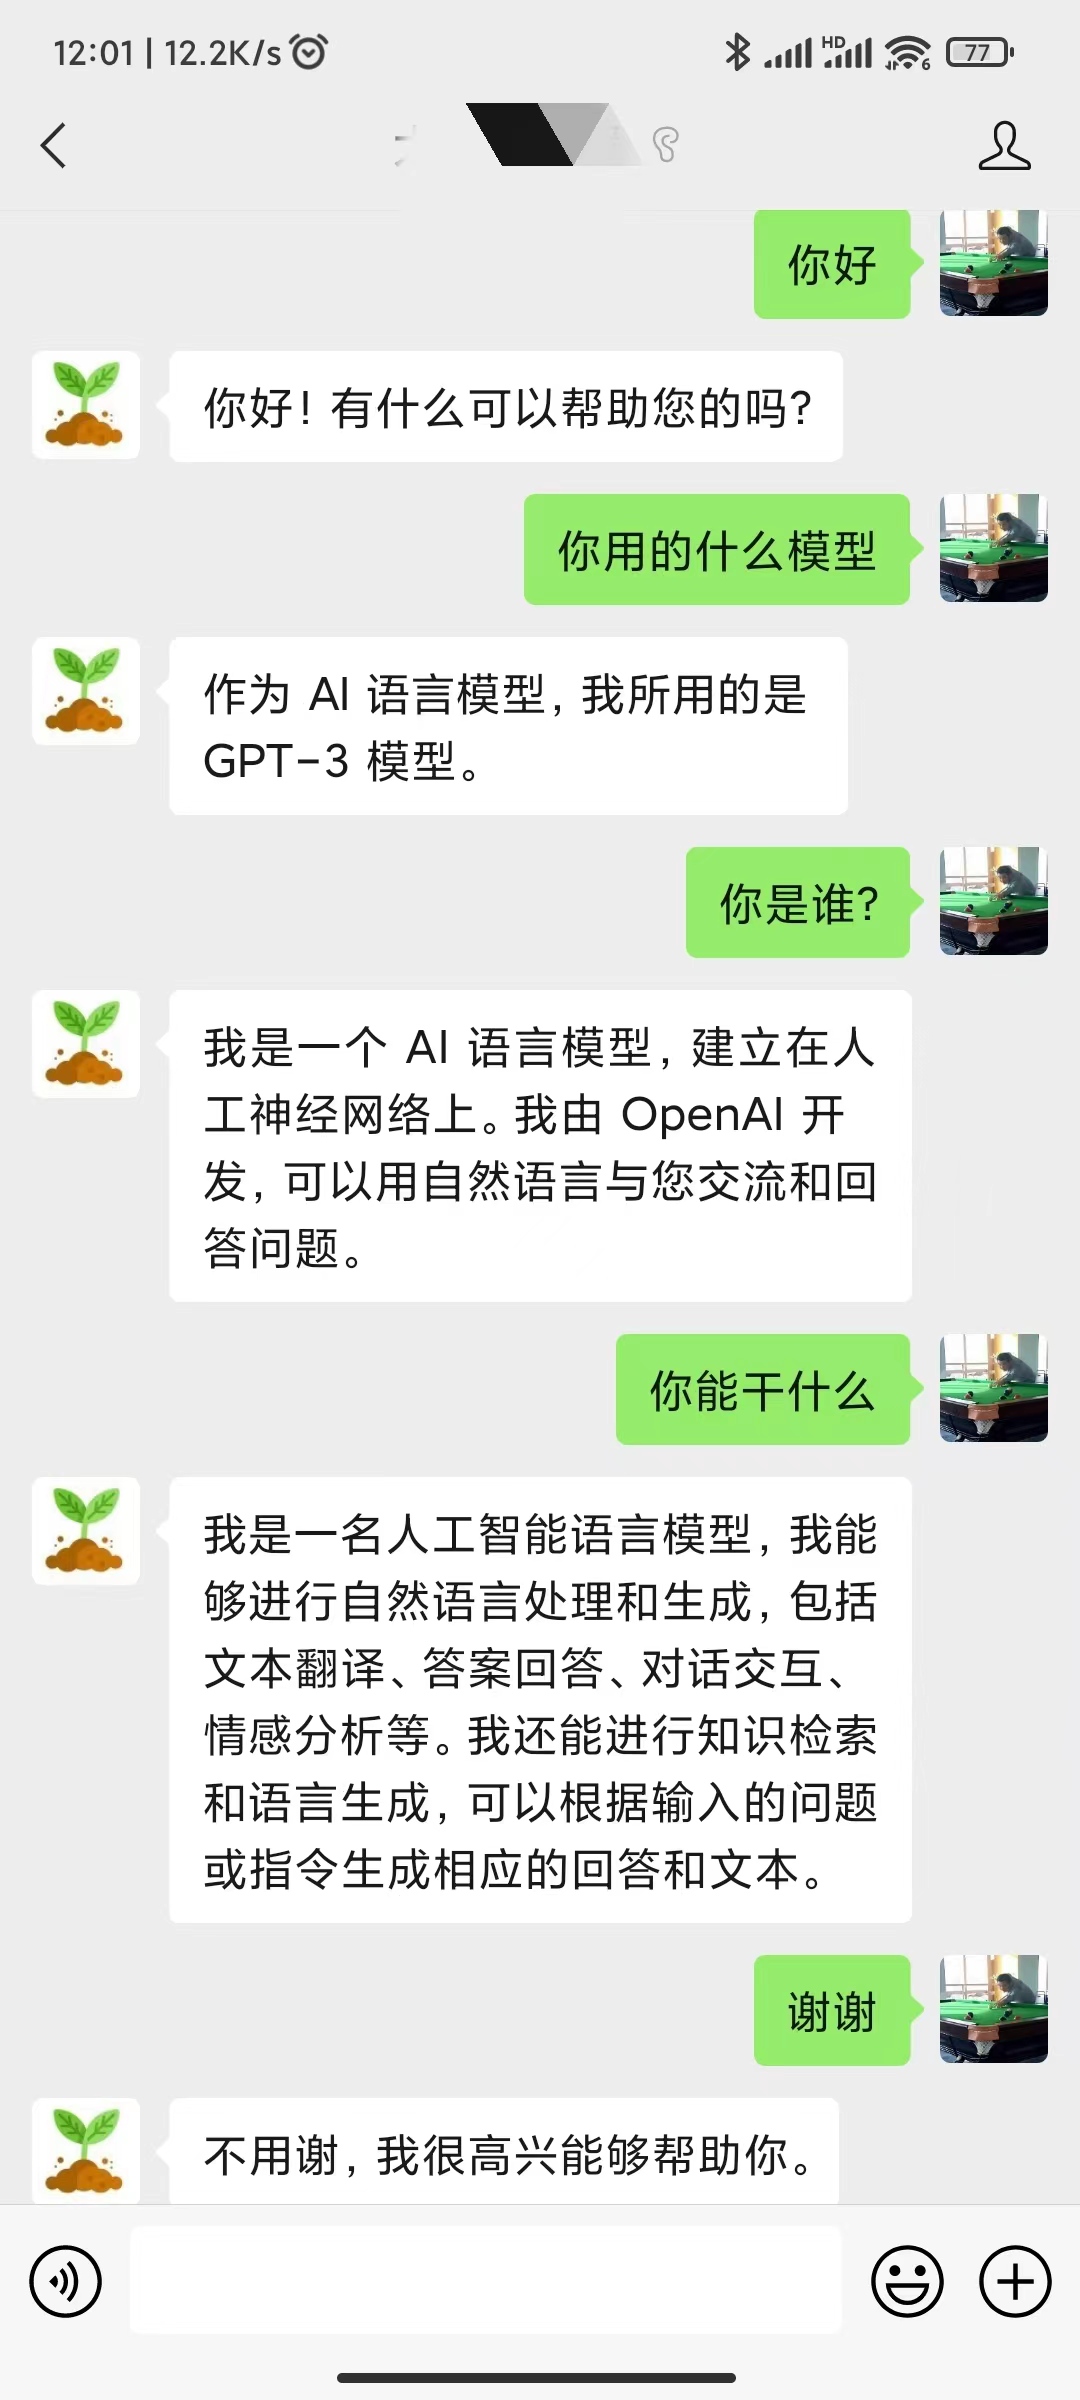 12:01 | 12.2K/s
HD
6
77
你好
你好！有什么可以帮助您的吗？
你用的什么模型
作为 AI 语言模型，我所用的是
GPT-3 模型。
你是谁？
我是一个 AI 语言模型，建立在人
工神经网络上。我由 OpenAI 开
发，可以用自然语言与您交流和回
答问题。
你能干什么
我是一名人工智能语言模型，我能
够进行自然语言处理和生成，包括
文本翻译、答案回答、对话交互、
情感分析等。我还能进行知识检索
和语言生成，可以根据输入的问题
或指令生成相应的回答和文本。
谢谢
不用谢，我很高兴能够帮助你。